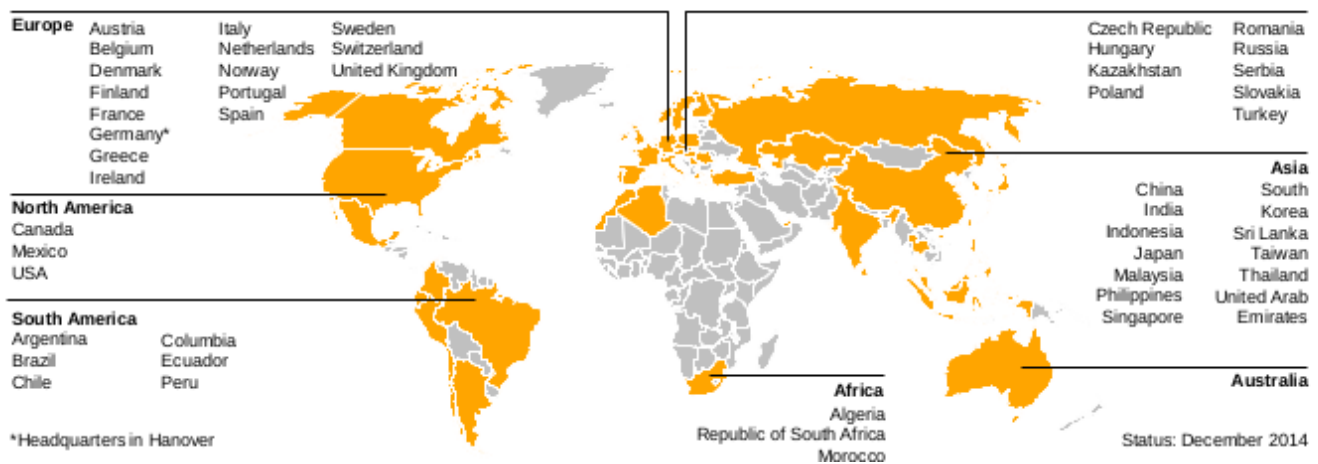 Europe
Austria
Belgium
Denmark
Finland
France
Germany*
Greece
Ireland
Italy
Netherlands
Norway
Portugal
Spain
Sweden
Switzerland
United Kingdom
Czech Republic
Hungary
Kazakhstan
Poland
Romania
Russia
Serbia
Slovakia
Turkey
North America
Canada
Mexico
USA
Asia
China
India
Indonesia
Japan
Malaysia
Philippines
Singapore
South
Korea
Sri Lanka
Taiwan
Thailand
United Arab
Emirates
South America
Argentina
Brazil
Chile
Columbia
Ecuador
Peru
Africa
Algeria
Republic of South Africa
Morocco
Australia
*Headquarters in Hanover
Status: December 2014